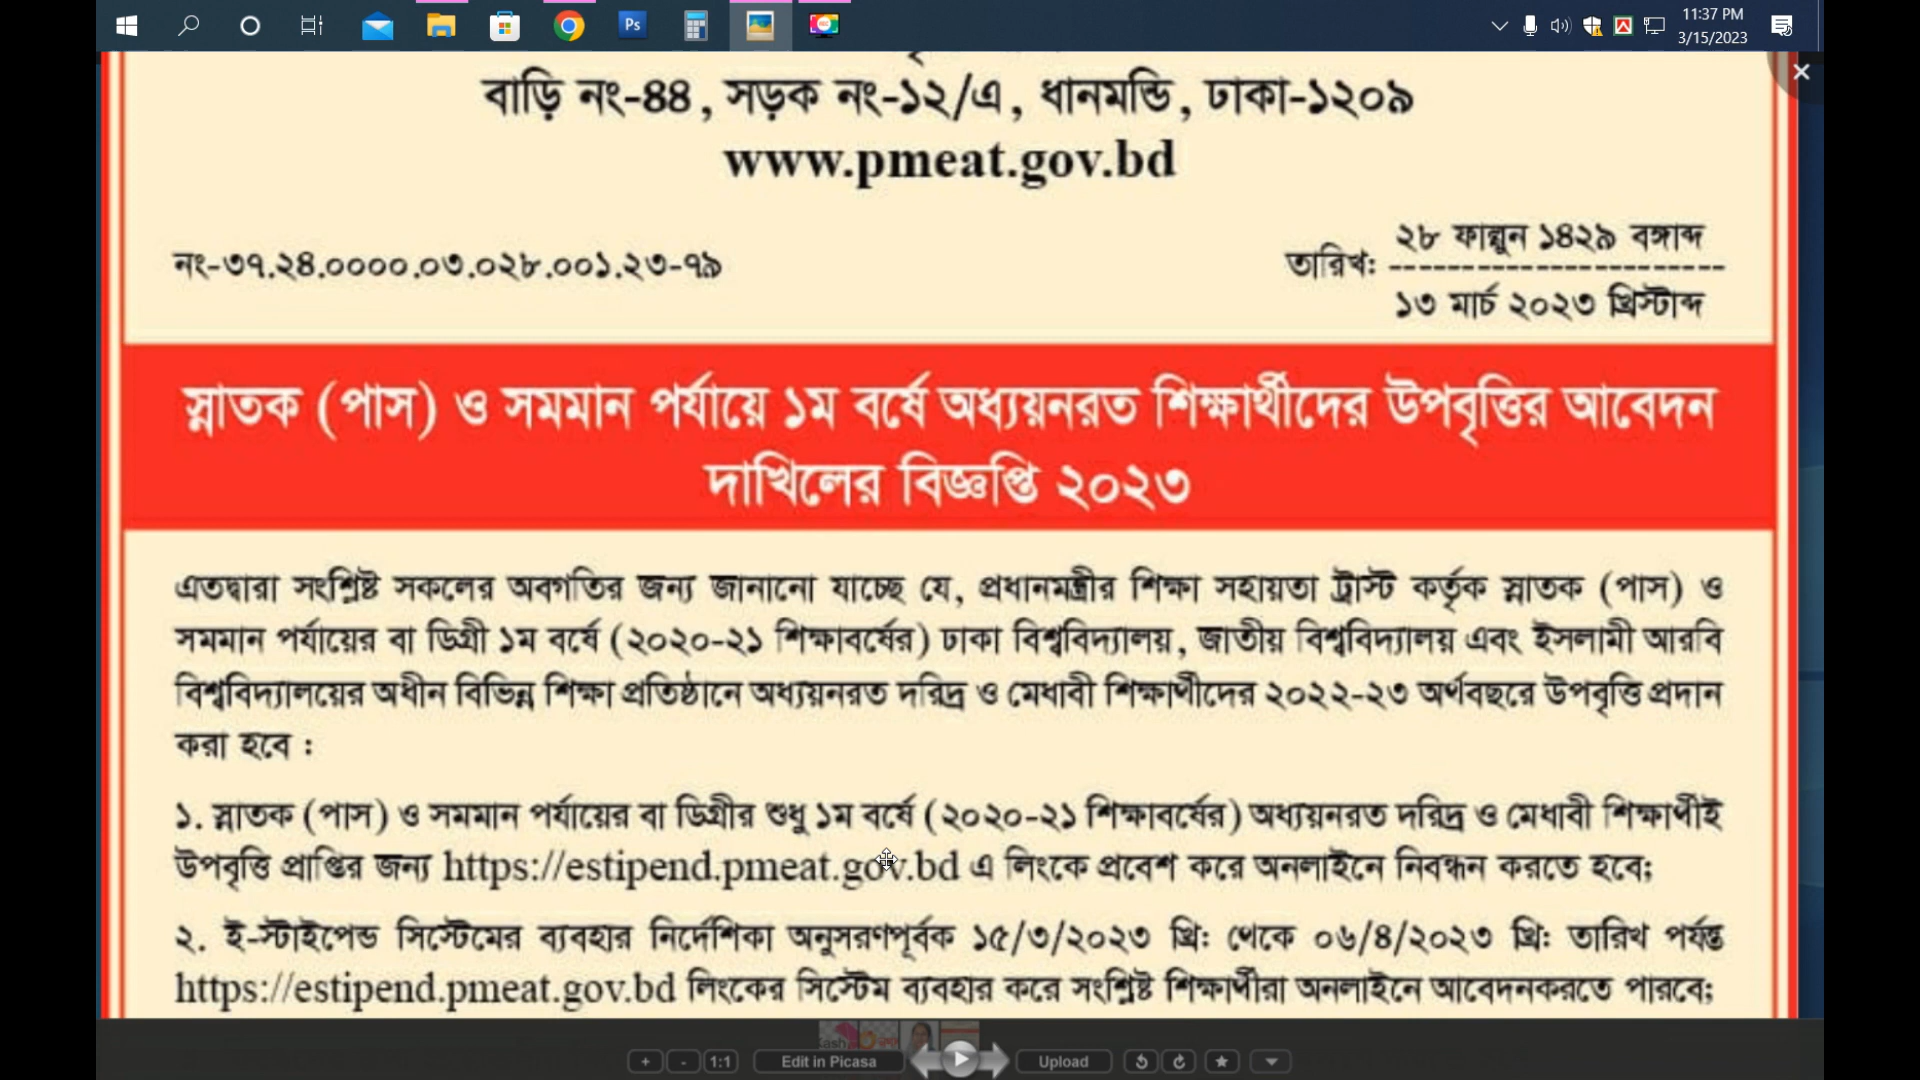 Ps
11:37 PM
3/15/2023
বাড়ি নং-৪৪, সড়ক নং-১২/এ, ধানমন্ডি, ঢাকা-১২০৯
www.pmeat.gov.bd
নং-৩৭.২৪.০০০০.০৩.০২৮.০০১.২৩-৭৯
তারিখ: ২৮ ফাল্গুন ১৪২৯ বঙ্গাব্দ
------------------------
১৩ মার্চ ২০২৩ খ্রিস্টাব্দ
স্নাতক (পাস) ও সমমান পর্যায়ে ১ম বর্ষে অধ্যয়নরত শিক্ষার্থীদের উপবৃত্তির আবেদন
দাখিলের বিজ্ঞপ্তি ২০২৩
এতদ্বারা সংশ্লিষ্ট সকলের অবগতির জন্য জানানো যাচ্ছে যে, প্রধানমন্ত্রীর শিক্ষা সহায়তা ট্রাস্ট কর্তৃক স্নাতক (পাস) ও
সমমান পর্যায়ের বা ডিগ্রী ১ম বর্ষে (২০২০-২১ শিক্ষাবর্ষের) ঢাকা বিশ্ববিদ্যালয়, জাতীয় বিশ্ববিদ্যালয় এবং ইসলামী আরবি
বিশ্ববিদ্যালয়ের অধীন বিভিন্ন শিক্ষা প্রতিষ্ঠানে অধ্যয়নরত দরিদ্র ও মেধাবী শিক্ষার্থীদের ২০২২-২৩ অর্থবছরে উপবৃত্তি প্রদান
করা হবে :
১. স্নাতক (পাস) ও সমমান পর্যায়ের বা ডিগ্রীর শুধু ১ম বর্ষে (২০২০-২১ শিক্ষাবর্ষের) অধ্যয়নরত দরিদ্র ও মেধাবী শিক্ষার্থীই
উপবৃত্তি প্রাপ্তির জন্য https://estipend.pmeat.gov.bd এ লিংকে প্রবেশ করে অনলাইনে নিবন্ধন করতে হবে;
২. ই-স্টাইপেন্ড সিস্টেমের ব্যবহার নির্দেশিকা অনুসরণপূর্বক ১৫/৩/২০২৩ খ্রি: থেকে ০৬/৪/২০২৩ খ্রি: তারিখ পর্যন্ত
https://estipend.pmeat.gov.bd লিংকের সিস্টেম ব্যবহার করে সংশ্লিষ্ট শিক্ষার্থীরা অনলাইনে আবেদনকরতে পারবে;
1:1 Edit in Picasa Upload